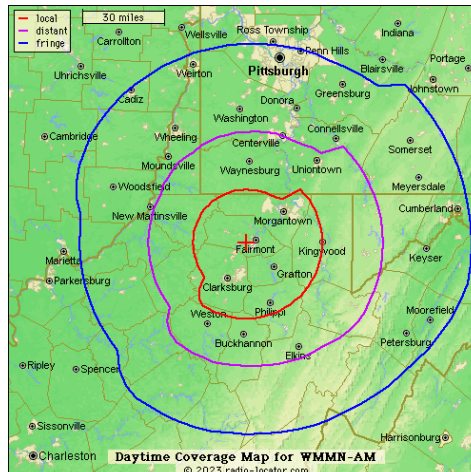 local
distant
fringe
30 miles
Carrollton
Wellsville
Ross Township
Penn Hills
Indiana
Uhrichsville
Weirton
Pittsburgh
Blairsville
Portage
Cadiz
Greensburg
Johnstown
Donora
Washington
Cambridge
Wheeling
Centerville
Connellsville
Somerset
Moundsville
Waynesburg
Uniontown
Meyersdale
Woodsfield
New Martinsville
Morgantown
Cumberland
Marietta
Fairmont
Kingwood
Keyser
Parkersburg
Clarksburg
Grafton
Weston
Philippi
Moorefield
Buckhannon
Elkins
Petersburg
Ripley
Spencer
Sissonville
Harrisonburg
Charleston
Daytime Coverage Map for WMMN-AM
© 2023 radio-locator.com